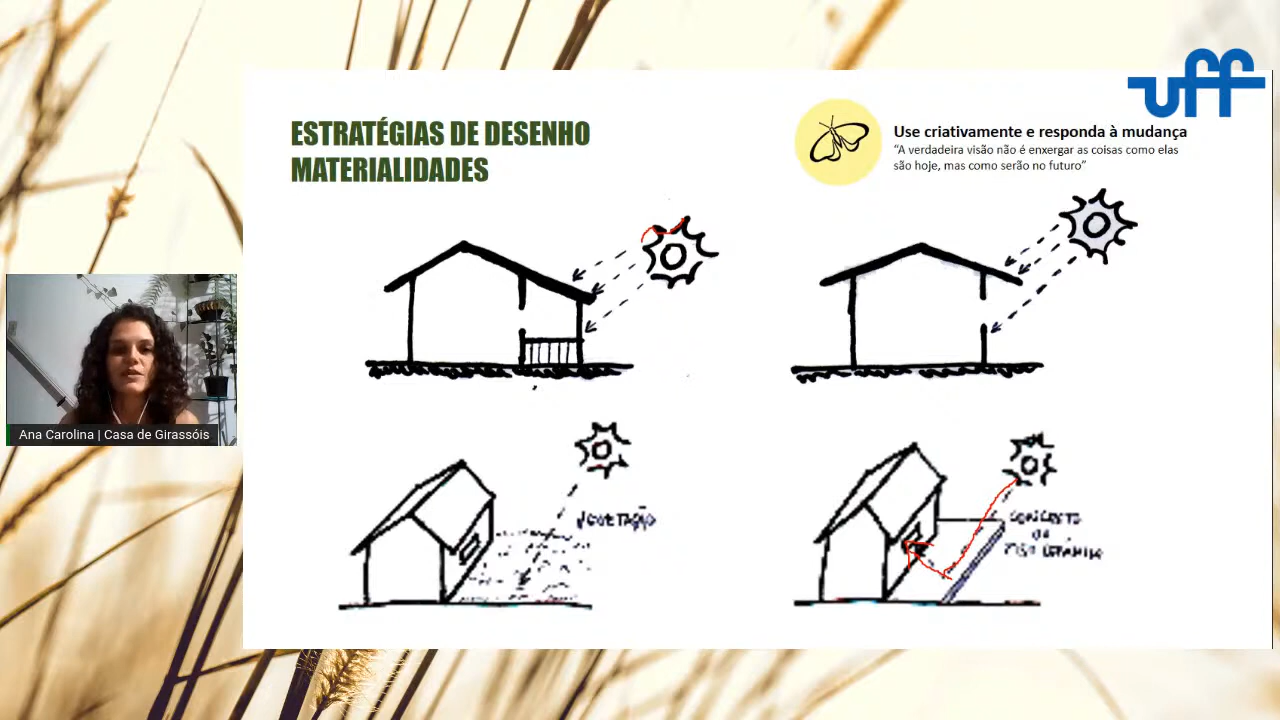 uff
ESTRATÉGIAS DE DESENHO
MATERIALIDADES
Use criativamente e responda à mudança
“A verdadeira visão não é enxergar as coisas como elas
são hoje, mas como serão no futuro”
Ana Carolina | Casa de Girassóis
VEGETAÇÃO
CONCRETO
OU
PISO CERÂMICO